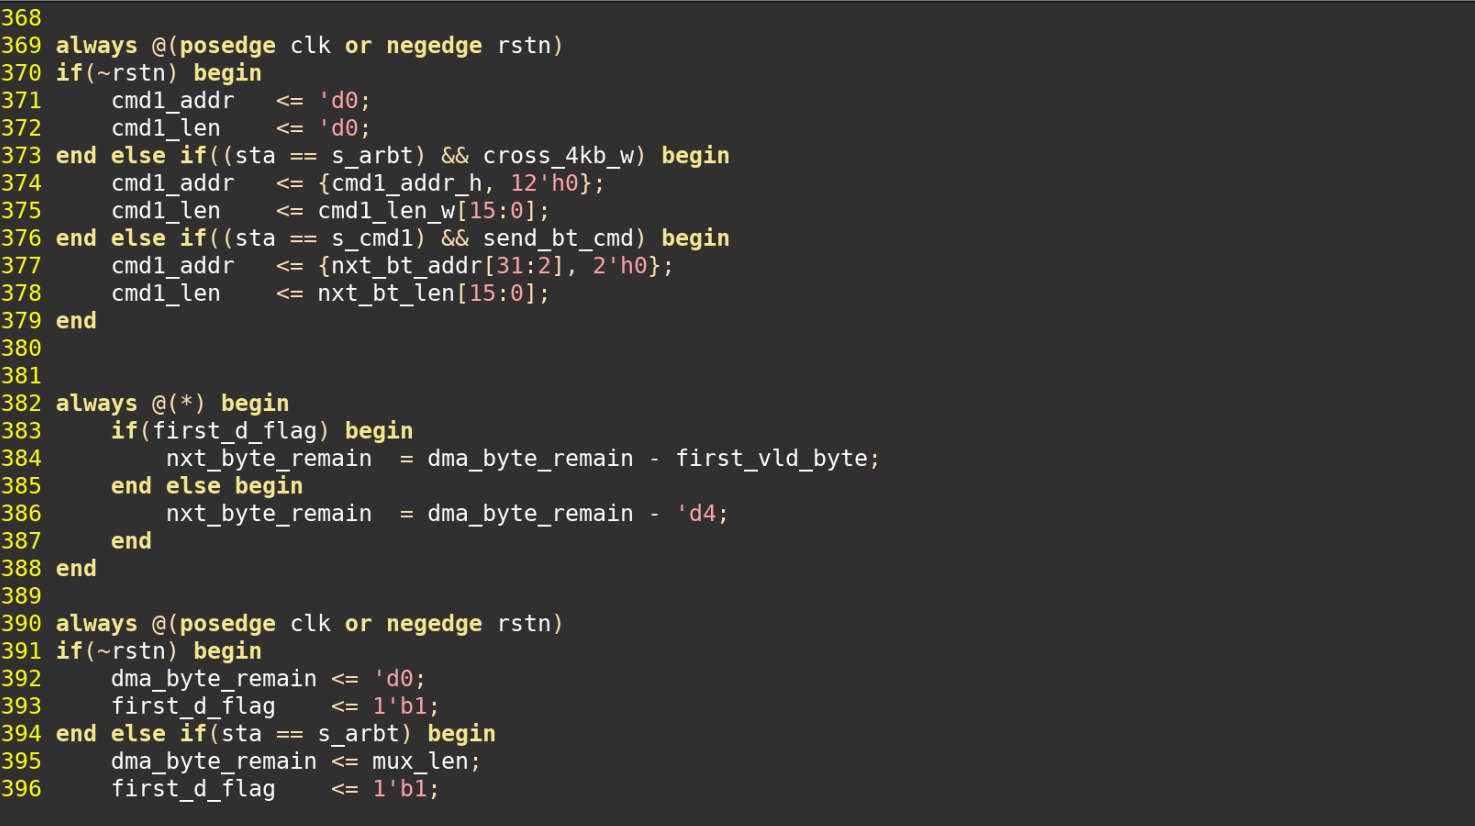 368
369 always @(posedge clk or negedge rstn)
370 if(~rstn) begin
371     cmd1_addr   <= 'd0;
372     cmd1_len    <= 'd0;
373 end else if((sta == s_arbt) && cross_4kb_w) begin
374     cmd1_addr   <= {cmd1_addr_h, 12'h0};
375     cmd1_len    <= cmd1_len_w[15:0];
376 end else if((sta == s_cmd1) && send_bt_cmd) begin
377     cmd1_addr   <= {nxt_bt_addr[31:2], 2'h0};
378     cmd1_len    <= nxt_bt_len[15:0];
379 end
380
381
382 always @(*) begin
383     if(first_d_flag) begin
384         nxt_byte_remain  = dma_byte_remain - first_vld_byte;
385     end else begin
386         nxt_byte_remain  = dma_byte_remain - 'd4;
387     end
388 end
389
390 always @(posedge clk or negedge rstn)
391 if(~rstn) begin
392     dma_byte_remain <= 'd0;
393     first_d_flag    <= 1'b1;
394 end else if(sta == s_arbt) begin
395     dma_byte_remain <= mux_len;
396     first_d_flag    <= 1'b1;